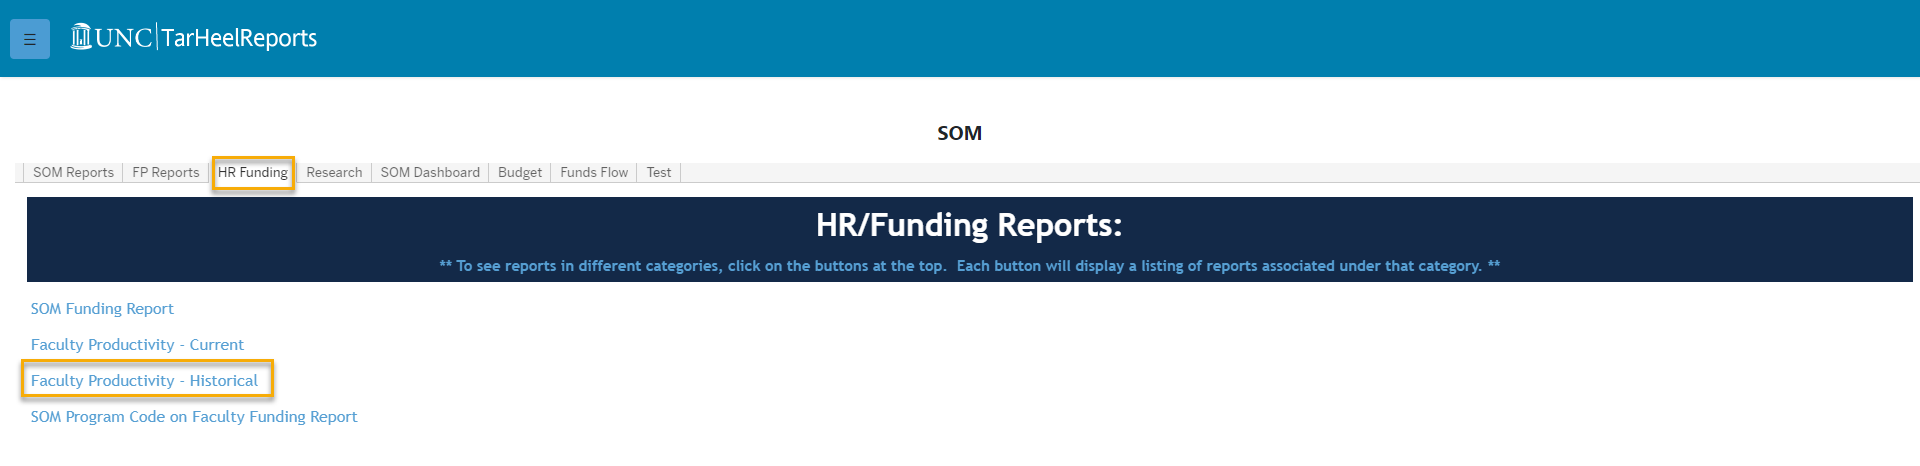 ☰
UNC TarHeelReports
SOM
SOM Reports FP Reports HR Funding Research SOM Dashboard Budget Funds Flow Test
HR/Funding Reports:
** To see reports in different categories, click on the buttons at the top.  Each button will display a listing of reports associated under that category. **
SOM Funding Report
Faculty Productivity - Current
Faculty Productivity - Historical
SOM Program Code on Faculty Funding Report